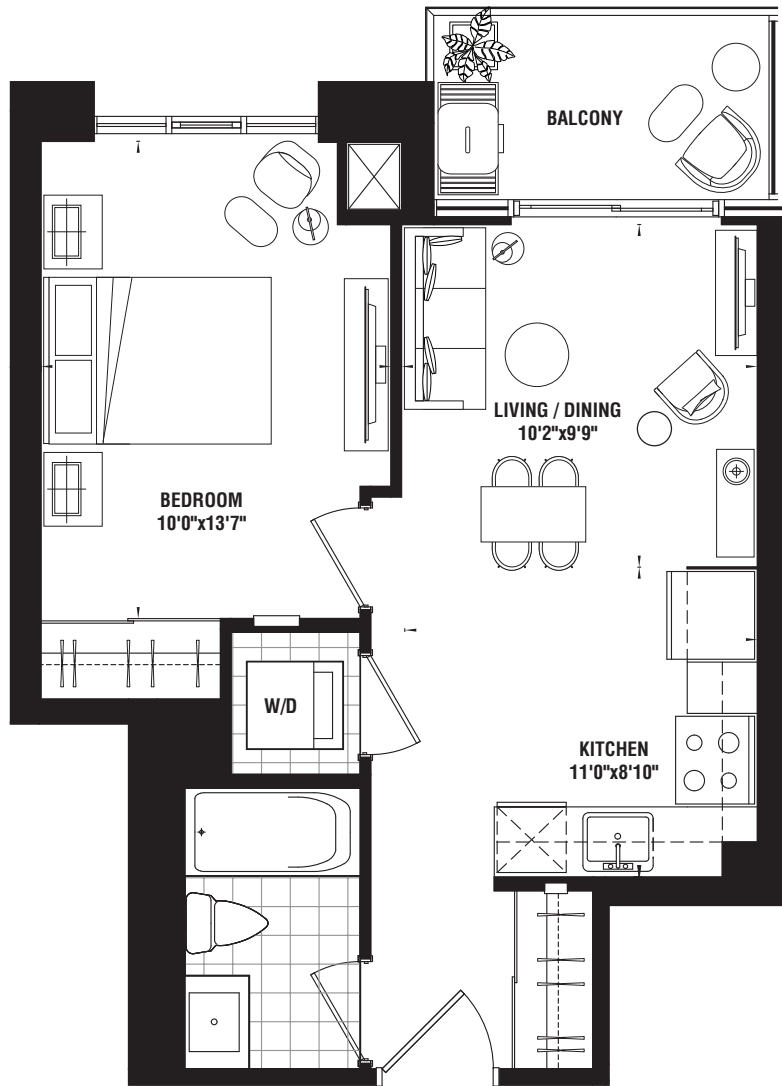 BALCONY
LIVING / DINING
10'2"x9'9"
BEDROOM
10'0"x13'7"
W/D
KITCHEN
11'0"x8'10"